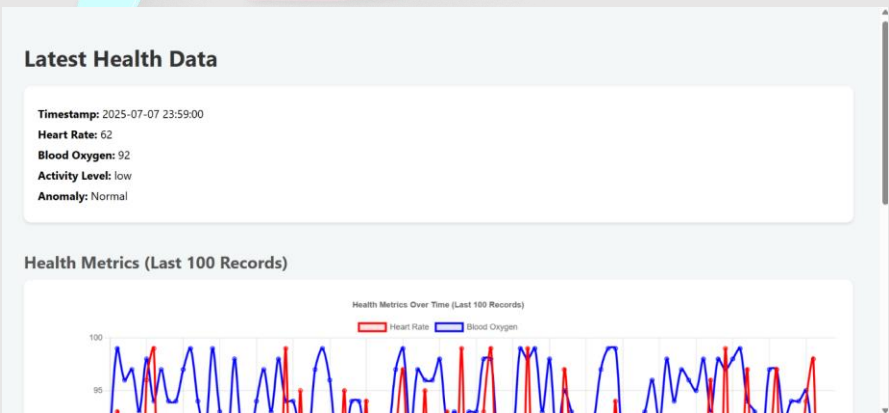 Latest Health Data
Timestamp: 2025-07-07 23:59:00
Heart Rate: 62
Blood Oxygen: 92
Activity Level: low
Anomaly: Normal
Health Metrics (Last 100 Records)
Health Metrics Over Time (Last 100 Records)
Heart Rate Blood Oxygen
100
95